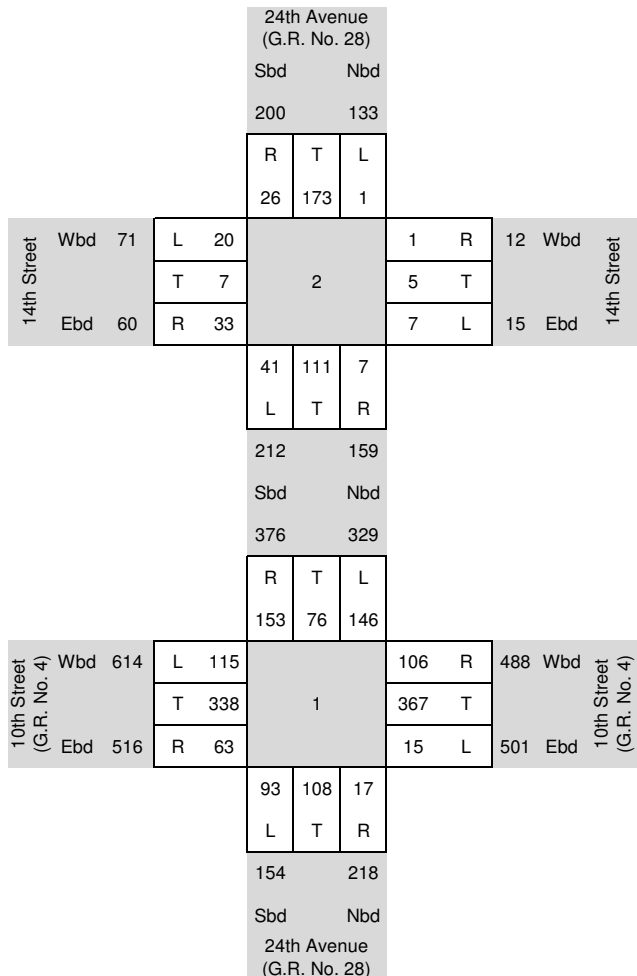 24th Avenue
(G.R. No. 28)
Sbd Nbd
200 133
R T L
26 173 1
14th Street
Wbd 71 L 20 1 R 12 Wbd
T 7 2 5 T
Ebd 60 R 33 7 L 15 Ebd
14th Street
41 111 7
L T R
212 159
Sbd Nbd
376 329
R T L
153 76 146
10th Street
(G.R. No. 4)
Wbd 614 L 115 106 R 488 Wbd
T 338 1 367 T
Ebd 516 R 63 15 L 501 Ebd
10th Street
(G.R. No. 4)
93 108 17
L T R
154 218
Sbd Nbd
24th Avenue
(G.R. No. 28)